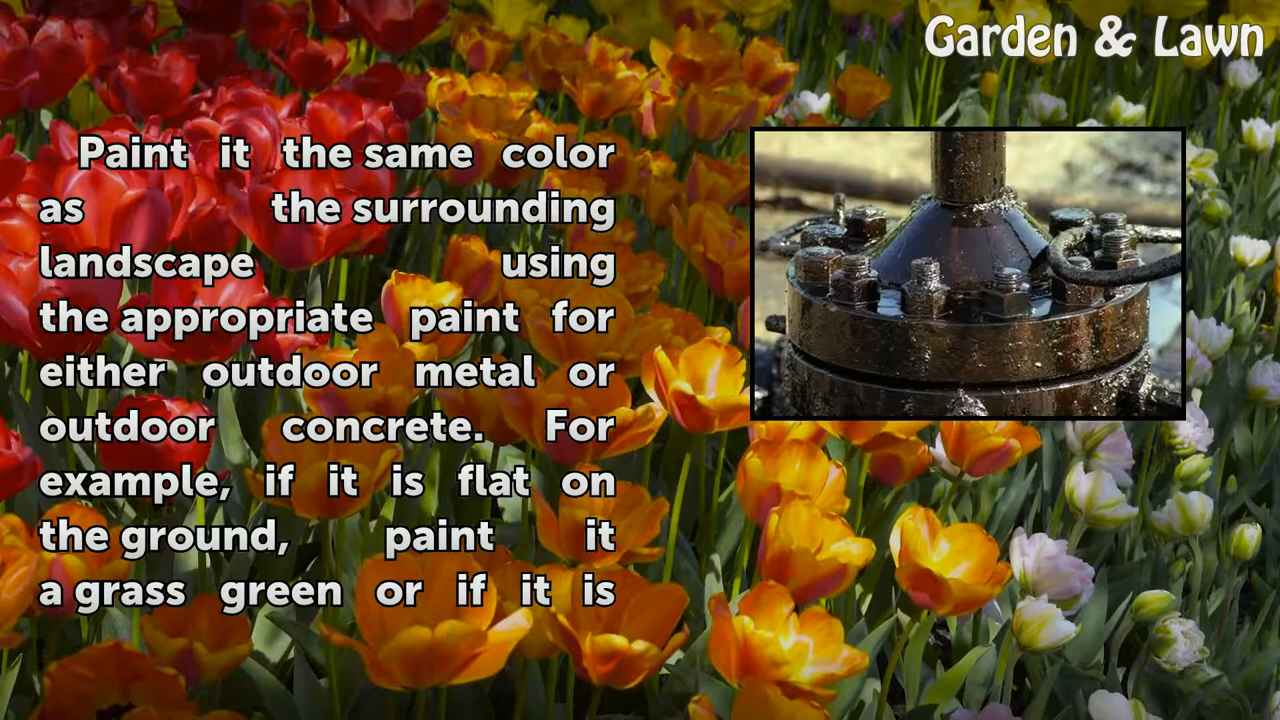 Garden & Lawn
Paint it the same color
as the surrounding
landscape using
the appropriate paint for
either outdoor metal or
outdoor concrete. For
example, if it is flat on
the ground, paint it
a grass green or if it is